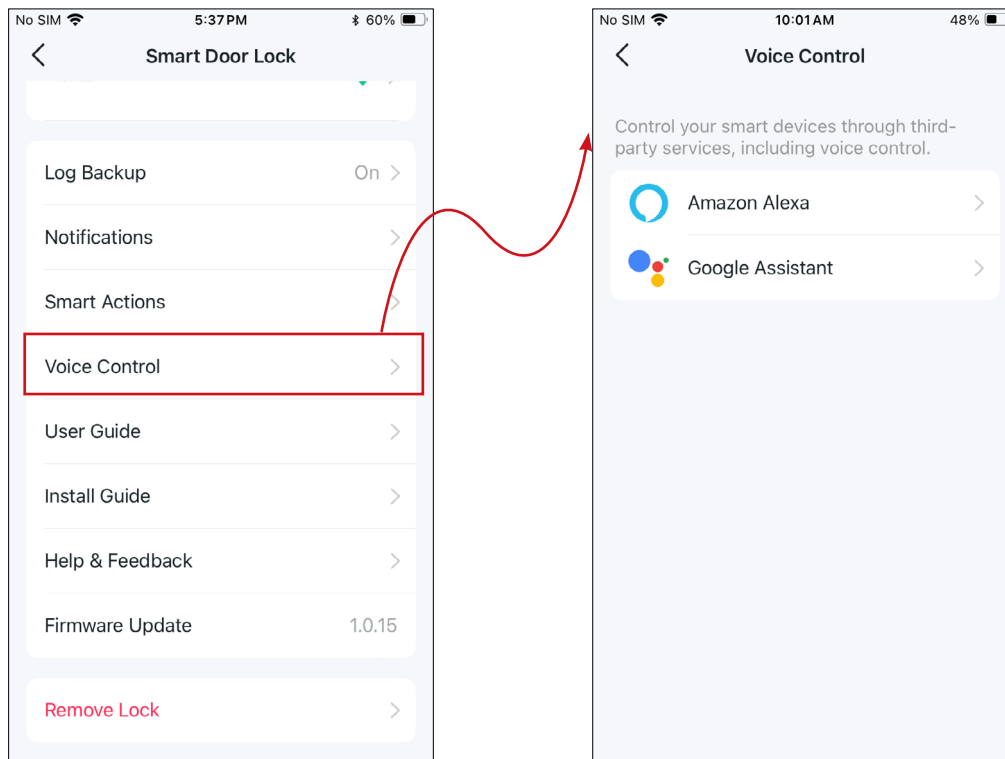 No SIM 5:37 PM 60%
Smart Door Lock
Log Backup On
Notifications
Smart Actions
Voice Control
User Guide
Install Guide
Help & Feedback
Firmware Update 1.0.15
Remove Lock
No SIM 10:01 AM 48%
Voice Control
Control your smart devices through third-
party services, including voice control.
Amazon Alexa
Google Assistant